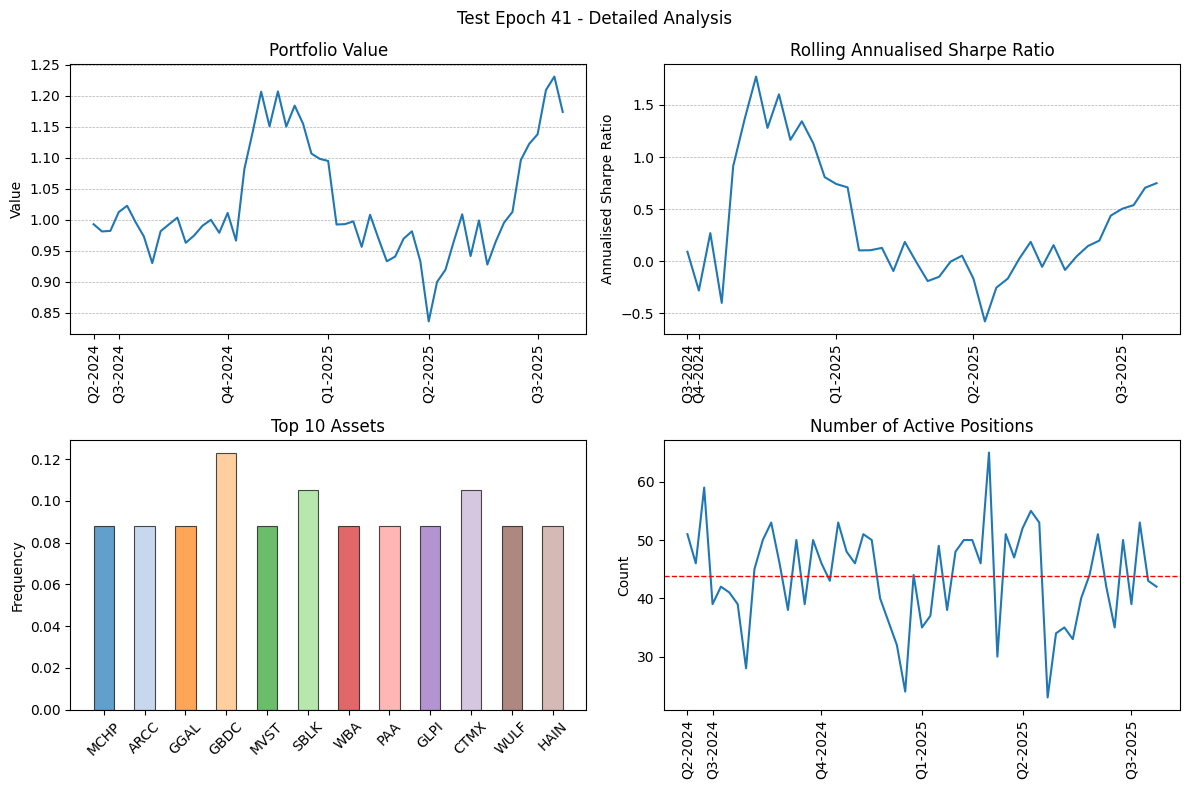 Test Epoch 41 - Detailed Analysis
Portfolio Value
Value
1.25
1.20
1.15
1.10
1.05
1.00
0.95
0.90
0.85
Q2-2024
Q3-2024
Q4-2024
Q1-2025
Q2-2025
Q3-2025
Rolling Annualised Sharpe Ratio
Annualised Sharpe Ratio
1.5
1.0
0.5
0.0
−0.5
Q3-2024
Q4-2024
Q1-2025
Q2-2025
Q3-2025
Top 10 Assets
Frequency
0.12
0.10
0.08
0.06
0.04
0.02
0.00
MCHP
ARCC
GGAL
GBDC
MVST
SBLK
WBA
PAA
GLPI
CTMX
WULF
HAIN
Number of Active Positions
Count
60
50
40
30
Q2-2024
Q3-2024
Q4-2024
Q1-2025
Q2-2025
Q3-2025